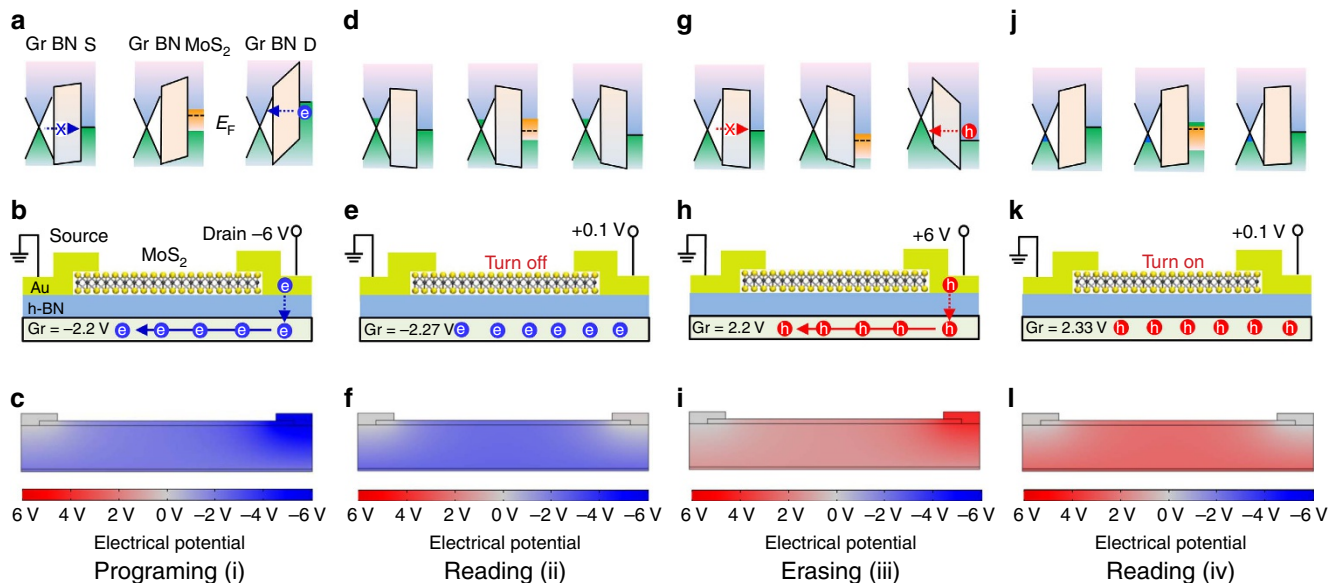 a d g j
Gr BN S Gr BN MoS2 Gr BN D
x e EF x h
b e h k
Source Drain −6 V +0.1 V +6 V +0.1 V
MoS2 Turn off Turn on
Au e h
h-BN
Gr = −2.2 V e e e e e Gr = −2.27 V e e e e e e Gr = 2.2 V h h h h h Gr = 2.33 V h h h h h h
c f i l
6 V 4 V 2 V 0 V −2 V −4 V −6 V 6 V 4 V 2 V 0 V −2 V −4 V −6 V 6 V 4 V 2 V 0 V −2 V −4 V −6 V 6 V 4 V 2 V 0 V −2 V −4 V −6 V
Electrical potential Electrical potential Electrical potential Electrical potential
Programing (i) Reading (ii) Erasing (iii) Reading (iv)